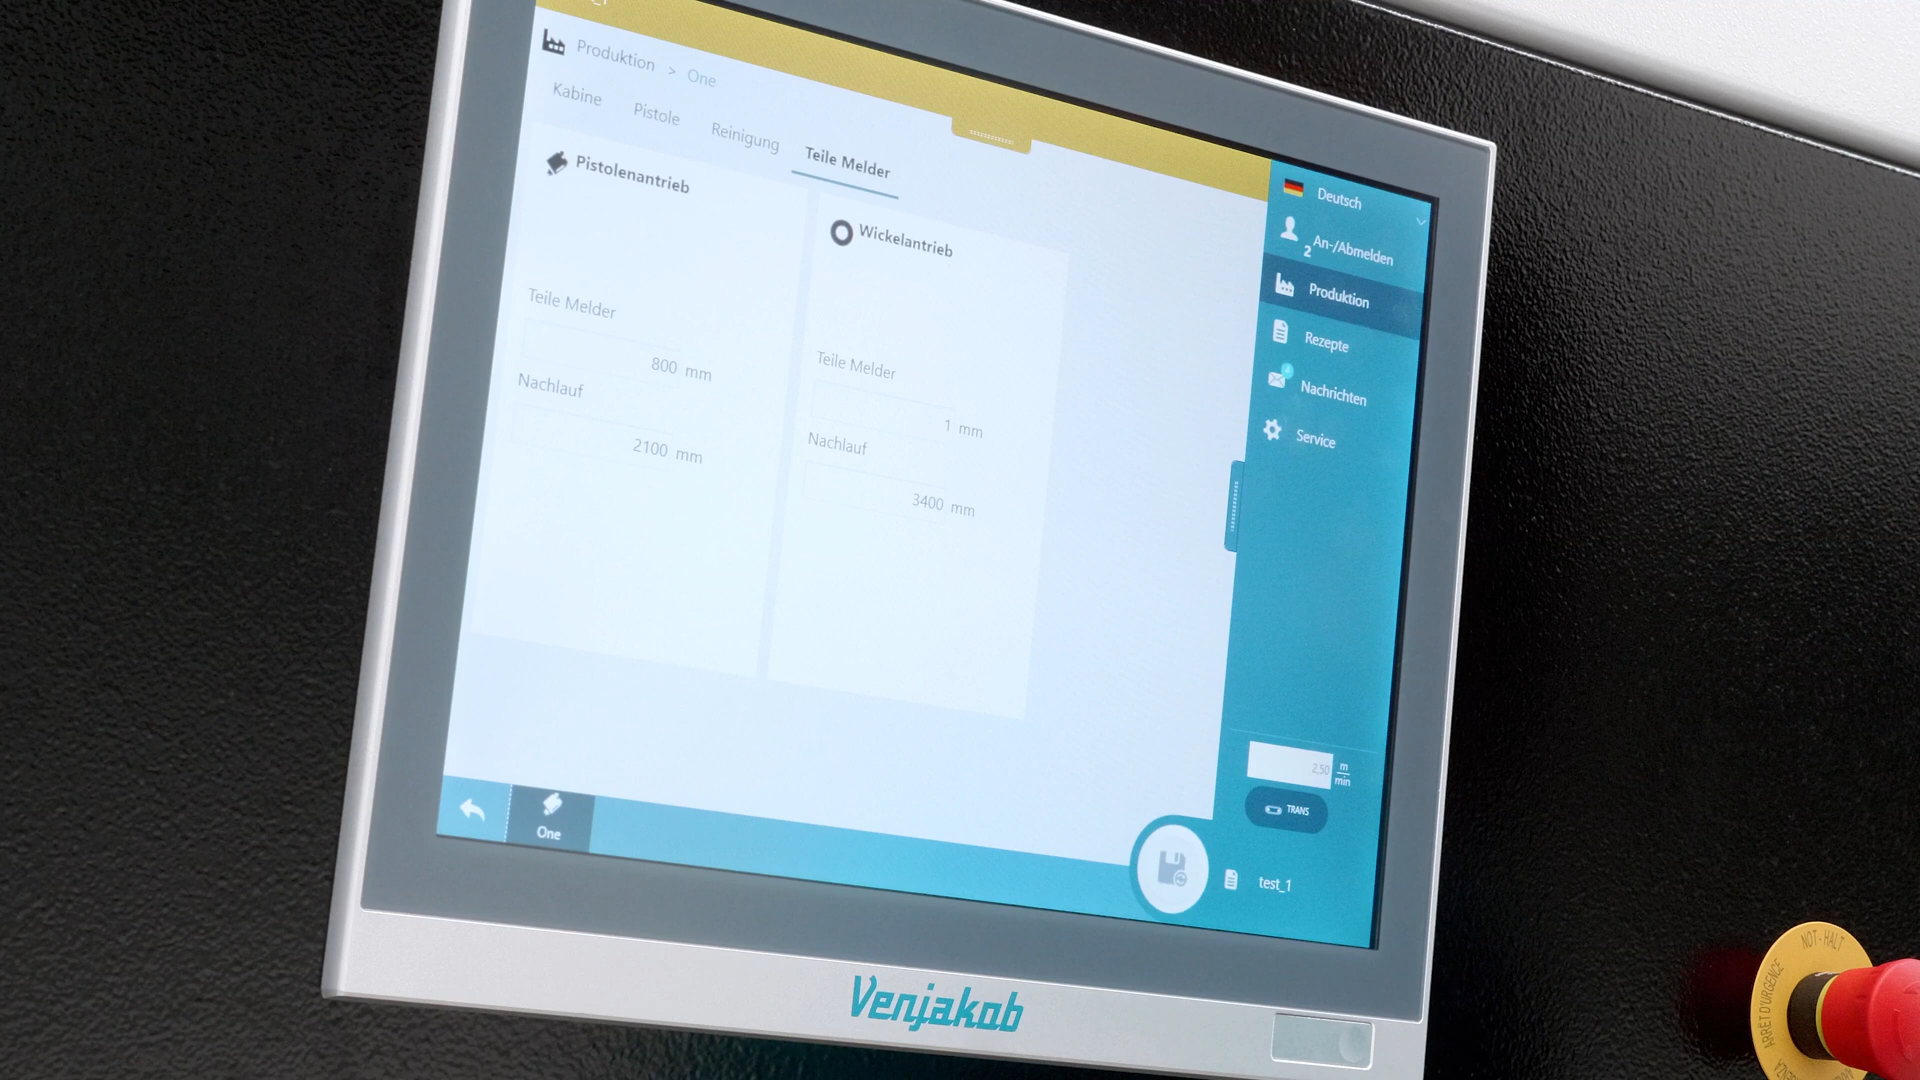 Produktion > One
Kabine Pistole Reinigung Teile Melder
Pistolenantrieb
Teile Melder
800 mm
Nachlauf
2100 mm
Wickelantrieb
Teile Melder
1 mm
Nachlauf
3400 mm
Deutsch
2 An-/Abmelden
Produktion
Rezepte
Nachrichten
Service
2,50 m/min
TRANS
test_1
One
Venjakob
NOT-HALT
ARRET D'URGENCE